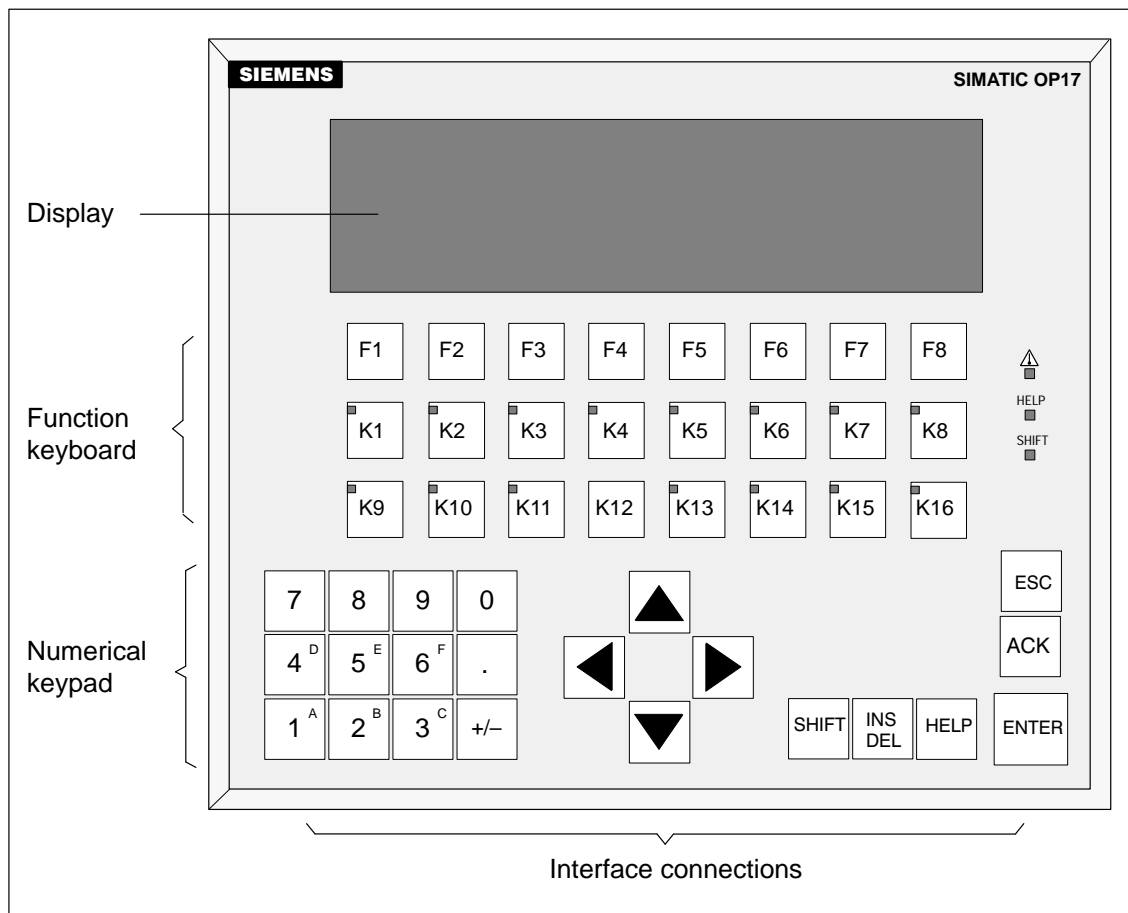 SIEMENS
SIMATIC OP17
Display
F1 F2 F3 F4 F5 F6 F7 F8
HELP
Function
keyboard
K1 K2 K3 K4 K5 K6 K7 K8
SHIFT
K9 K10 K11 K12 K13 K14 K15 K16
7 8 9 0
ESC
Numerical
keypad
4 D 5 E 6 F .
ACK
1 A 2 B 3 C +/–
SHIFT
INS
DEL
HELP
ENTER
Interface connections